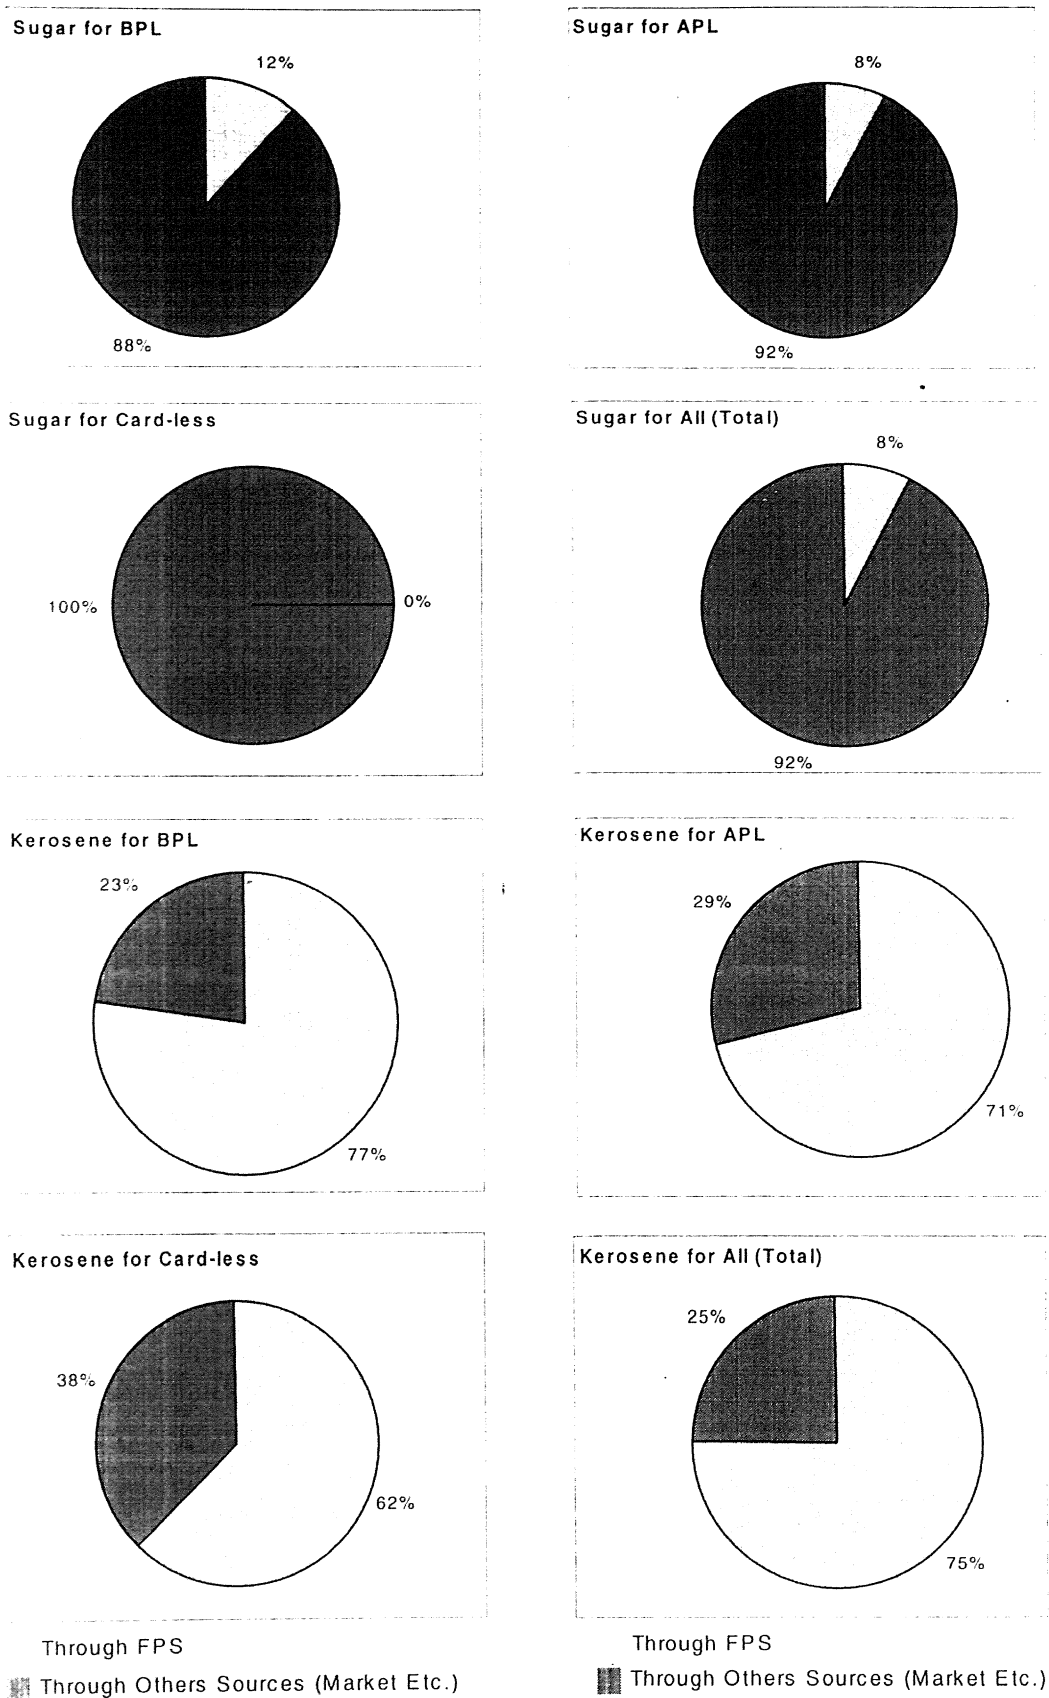 Sugar for BPL
12%
88%
Sugar for APL
8%
92%
Sugar for Card-less
100%
0%
Sugar for All (Total)
8%
92%
Kerosene for BPL
23%
77%
Kerosene for APL
29%
71%
Kerosene for Card-less
38%
62%
Kerosene for All (Total)
25%
75%
Through FPS
Through Others Sources (Market Etc.)
Through FPS
Through Others Sources (Market Etc.)